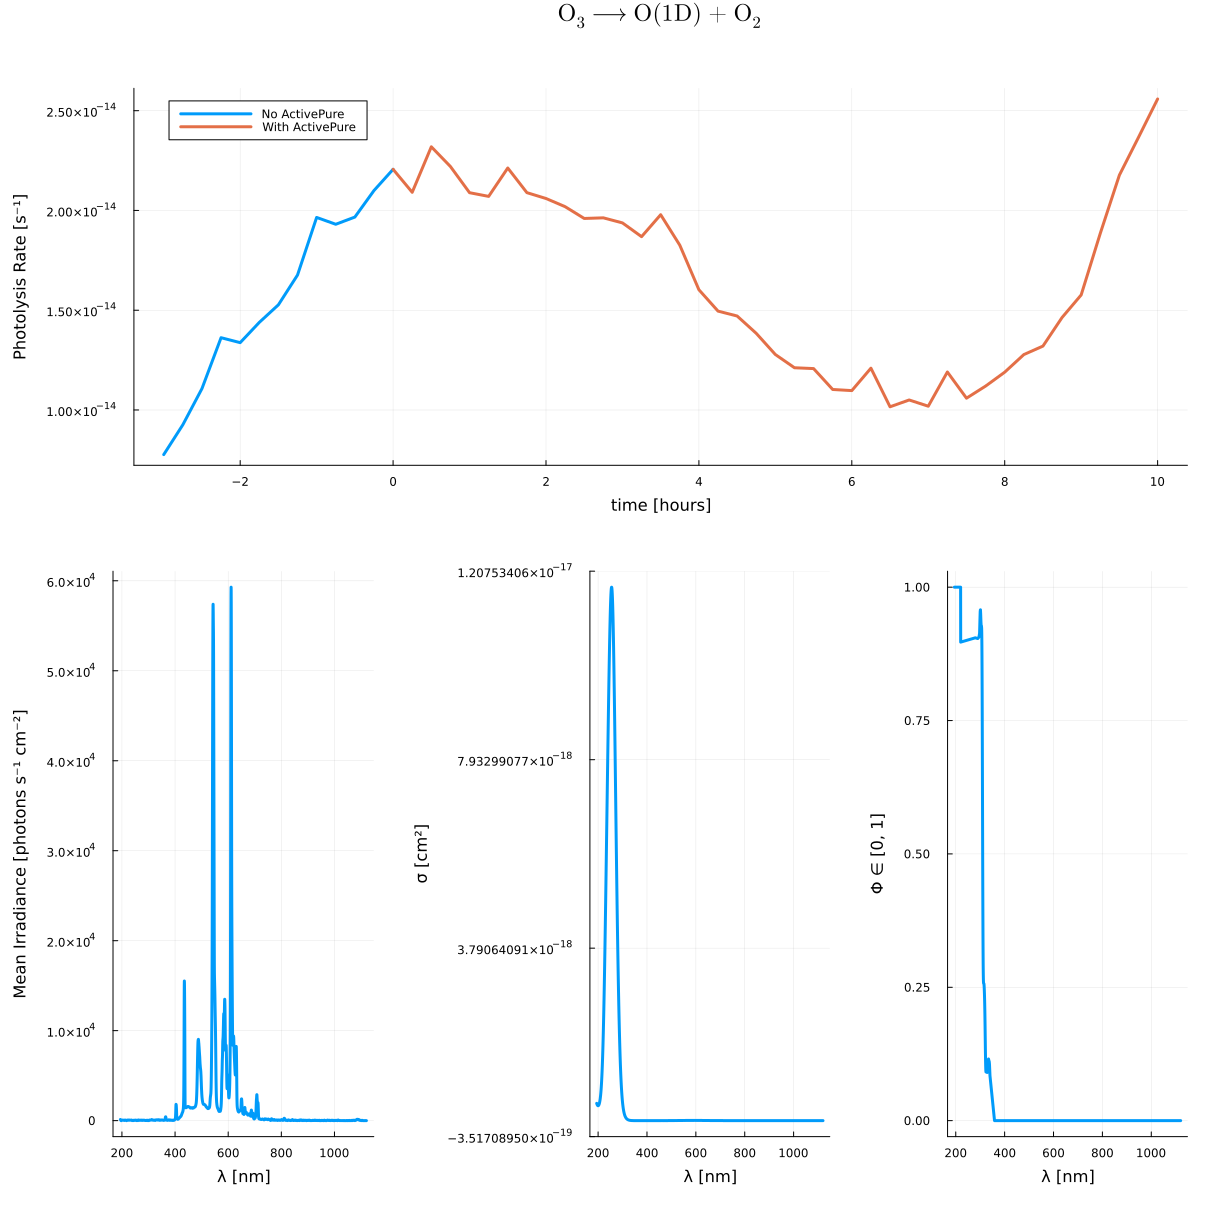 O₃ ⟶ O(1D) + O₂
No ActivePure
With ActivePure
Photolysis Rate [s⁻¹]
2.50×10⁻¹⁴
2.00×10⁻¹⁴
1.50×10⁻¹⁴
1.00×10⁻¹⁴
−2 0 2 4 6 8 10
time [hours]
Mean Irradiance [photons s⁻¹ cm⁻²]
6.0×10⁴
5.0×10⁴
4.0×10⁴
3.0×10⁴
2.0×10⁴
1.0×10⁴
0
200 400 600 800 1000
λ [nm]
σ [cm²]
1.20753406×10⁻¹⁷
7.93299077×10⁻¹⁸
3.79064091×10⁻¹⁸
−3.51708950×10⁻¹⁹
200 400 600 800 1000
λ [nm]
Φ ∈ [0, 1]
1.00
0.75
0.50
0.25
0.00
200 400 600 800 1000
λ [nm]